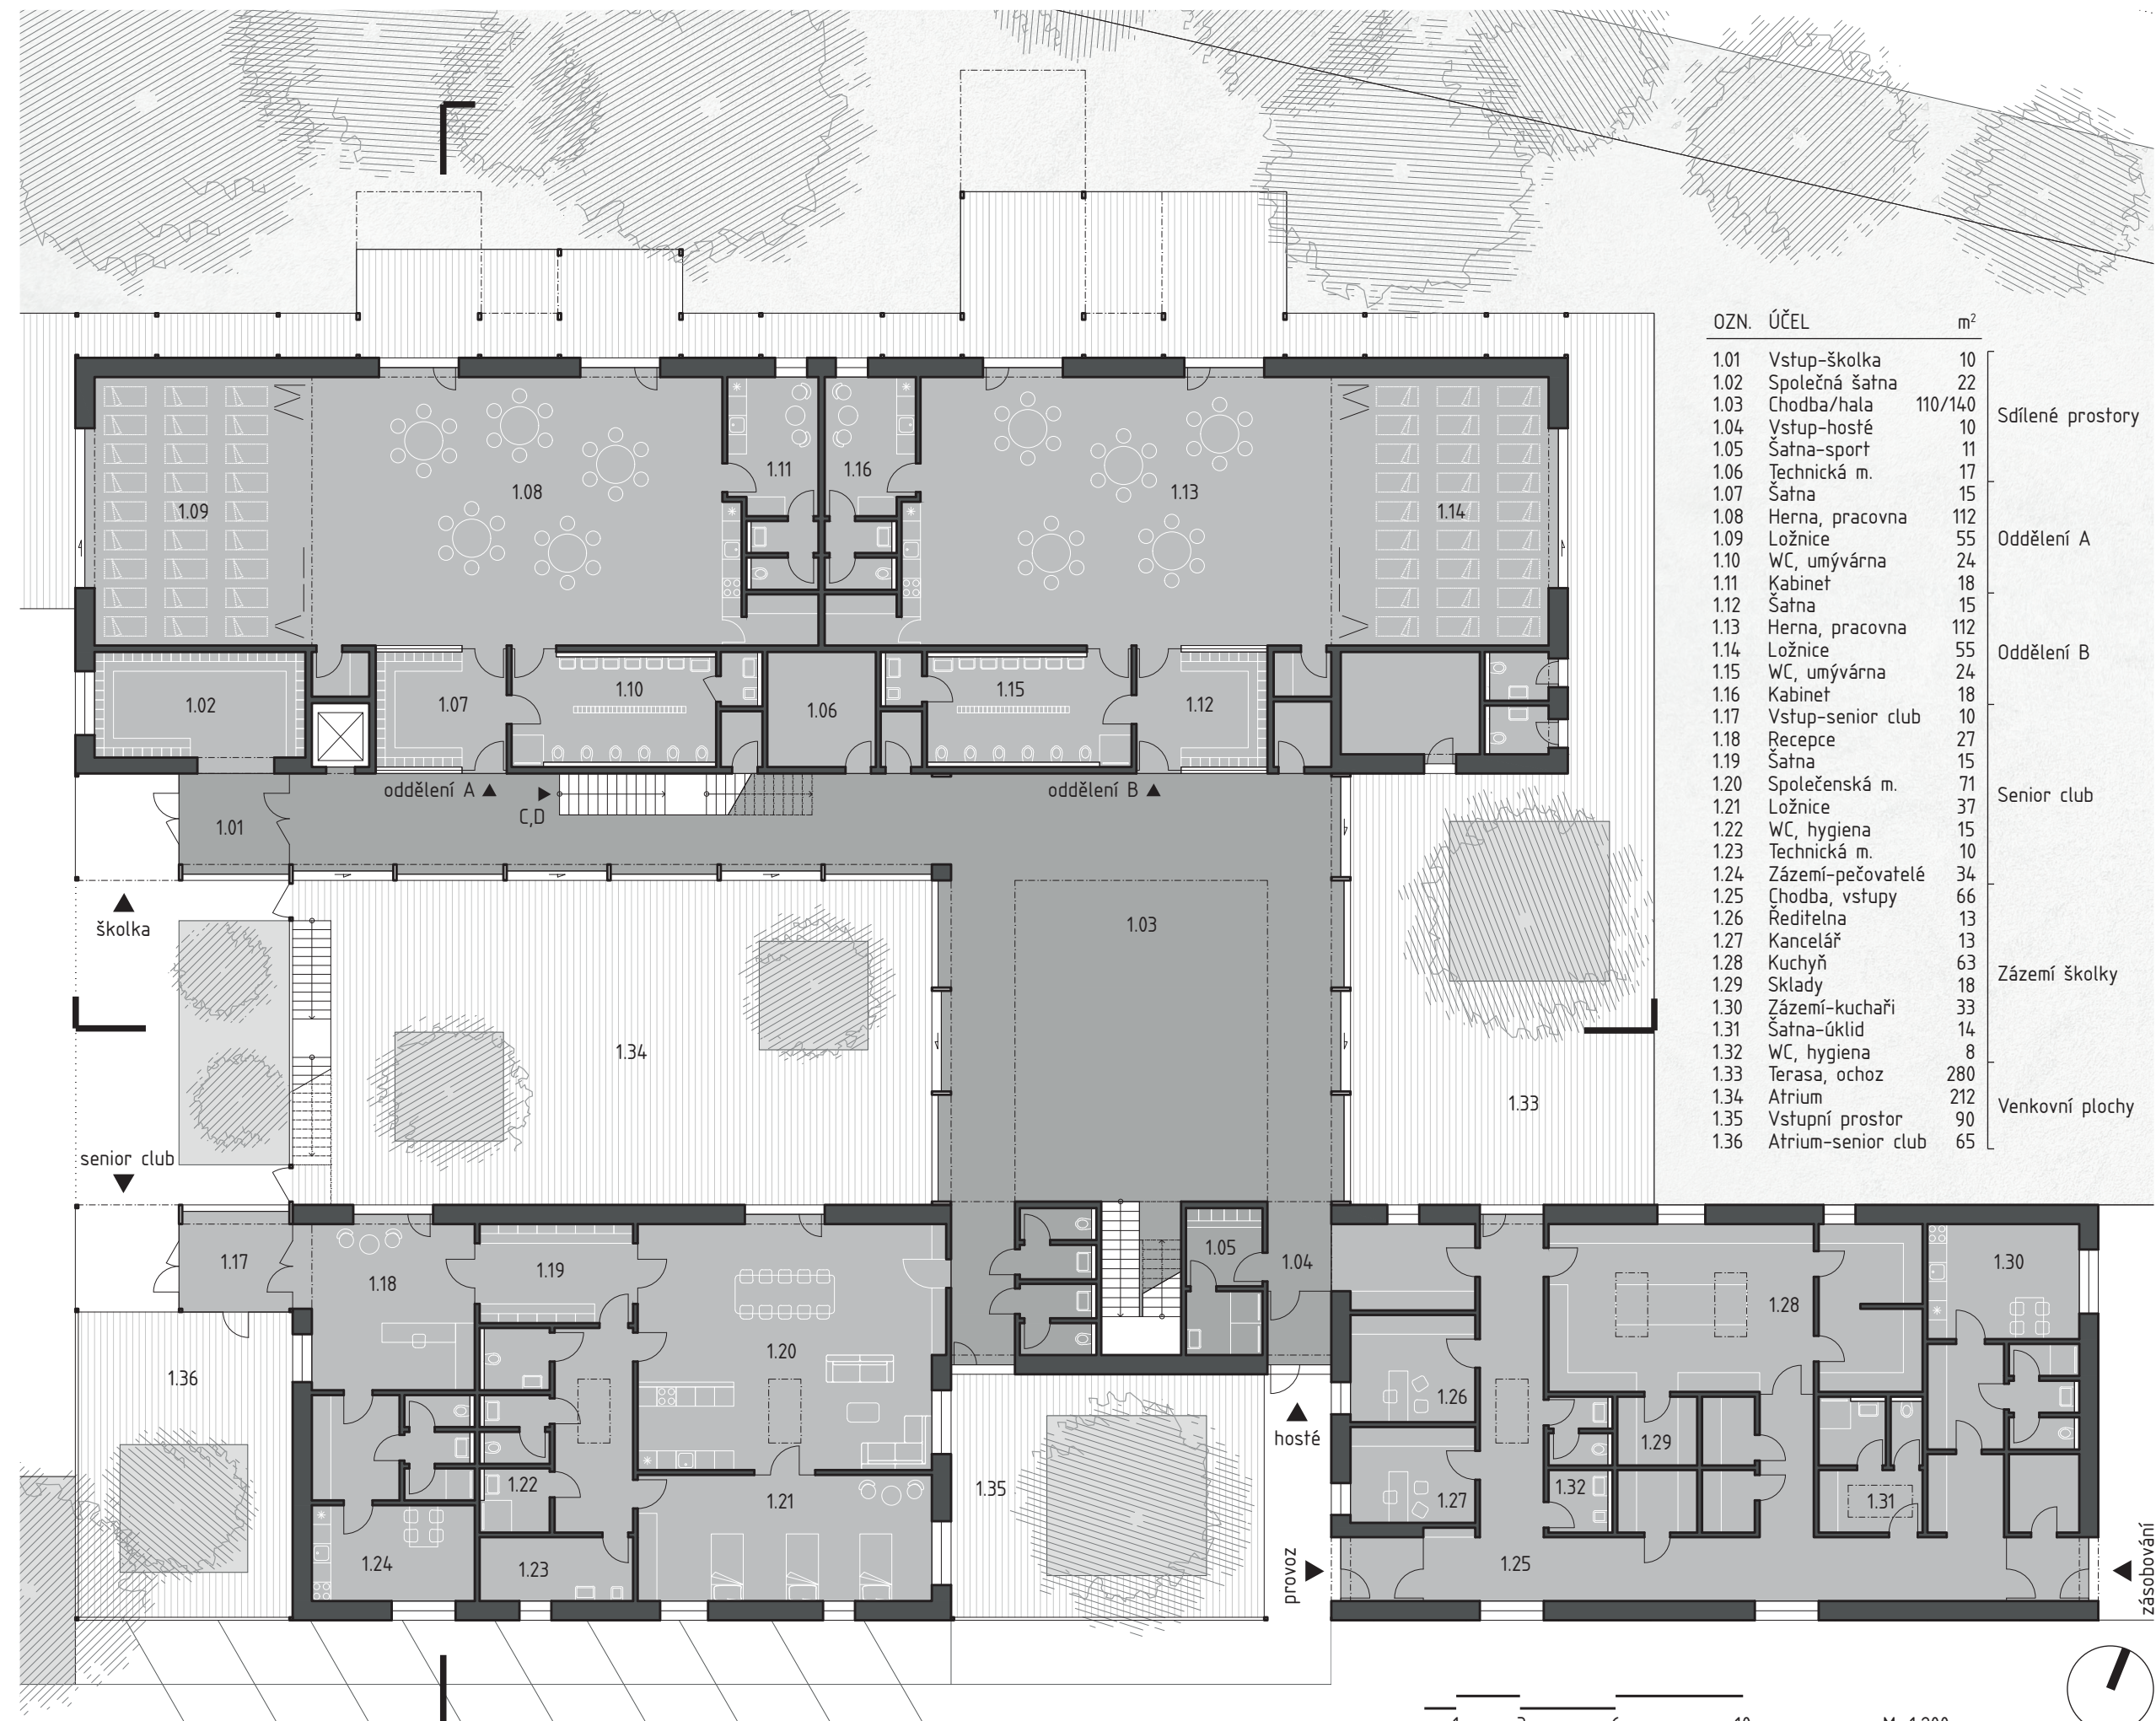 OZN. ÚČEL m²
1.01 Vstup-školka 10
1.02 Společná šatna 22
1.03 Chodba/hala 110/140
1.04 Vstup-hosté 10
1.05 Šatna-sport 11
1.06 Technická m. 17
Sdílené prostory
1.07 Šatna 15
1.08 Herna, pracovna 112
1.09 Ložnice 55
1.10 WC, umývárna 24
1.11 Kabinet 18
Oddělení A
1.12 Šatna 15
1.13 Herna, pracovna 112
1.14 Ložnice 55
1.15 WC, umývárna 24
1.16 Kabinet 18
Oddělení B
1.17 Vstup-senior club 10
1.18 Recepce 27
1.19 Šatna 15
1.20 Společenská m. 71
1.21 Ložnice 37
1.22 WC, hygiena 15
1.23 Technická m. 10
1.24 Zázemí-pečovatelé 34
Senior club
1.25 Chodba, vstupy 66
1.26 Ředitelna 13
1.27 Kancelář 13
1.28 Kuchyň 63
1.29 Sklady 18
1.30 Zázemí-kuchaři 33
1.31 Šatna-úklid 14
1.32 WC, hygiena 8
Zázemí školky
1.33 Terasa, ochoz 280
1.34 Atrium 212
1.35 Vstupní prostor 90
1.36 Atrium-senior club 65
Venkovní plochy
1.11
1.16
1.08
1.13
1.09
1.14
1.10
1.15
1.02
1.07
1.06
1.12
oddělení A
C,D
oddělení B
1.01
školka
1.03
1.34
1.33
senior club
1.17
1.18
1.19
1.05
1.04
1.30
1.28
1.20
1.36
1.26
hosté
1.29
1.22
1.35
1.21
1.27
1.32
1.31
1.24
1.23
1.25
provoz
zásobování